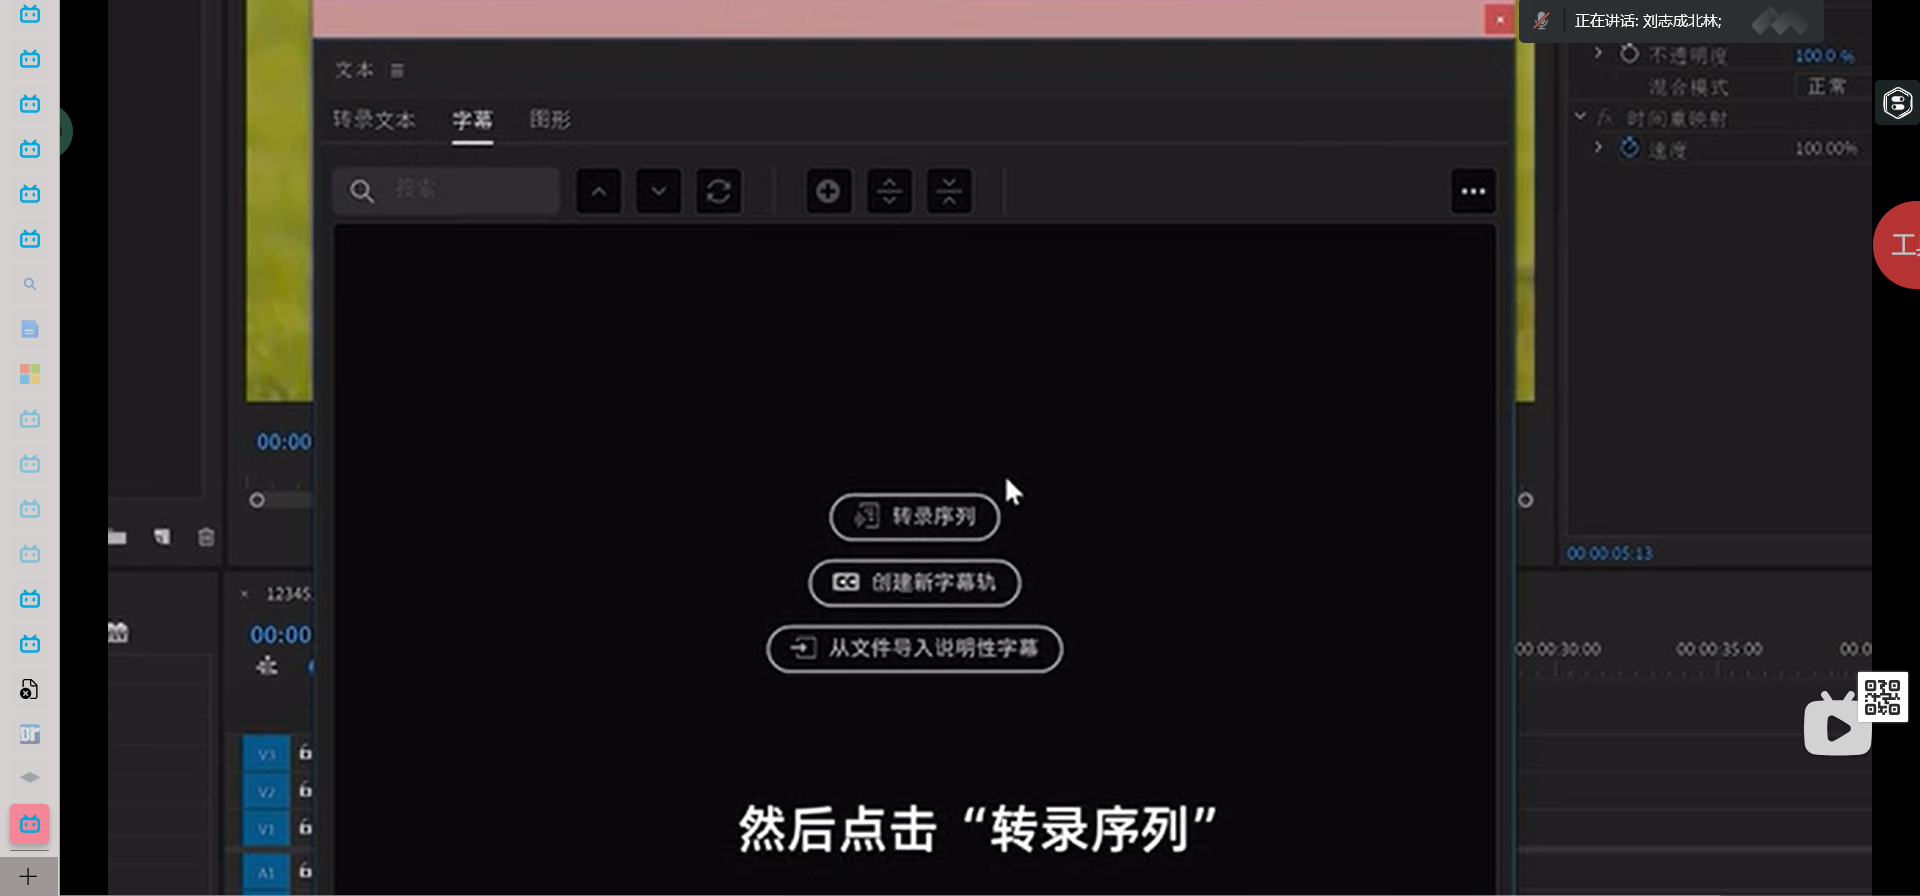 正在讲话: 刘志成北林;
不透明度
100.0 %
混合模式
正常
fx 时间重映射
速度
100.00%
文本
转录文本
字幕
图形
搜索
工
00:00
转录序列
CC 创建新字幕轨
从文件导入说明性字幕
00:00:05:13
× 12345
00:00
00:00:30:00
00:00:35:00
00:0
V3
V2
V1
A1
然后点击“转录序列”